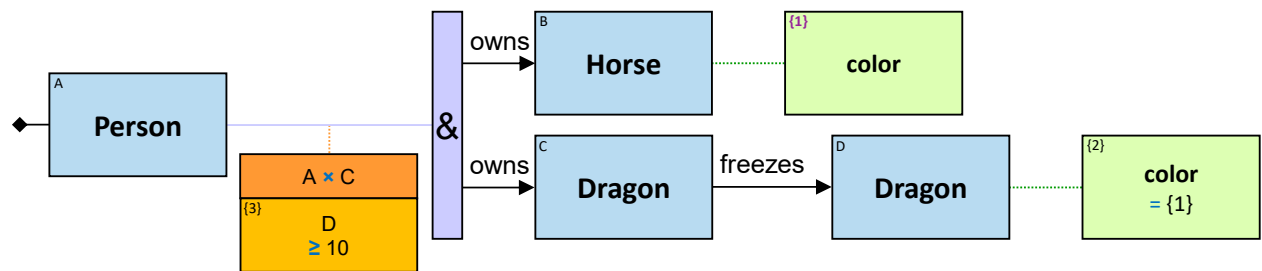 A
Person
A × C
{3}
D
≥ 10
&
owns
B
Horse
{1}
color
owns
C
Dragon
freezes
D
Dragon
{2}
color
= {1}